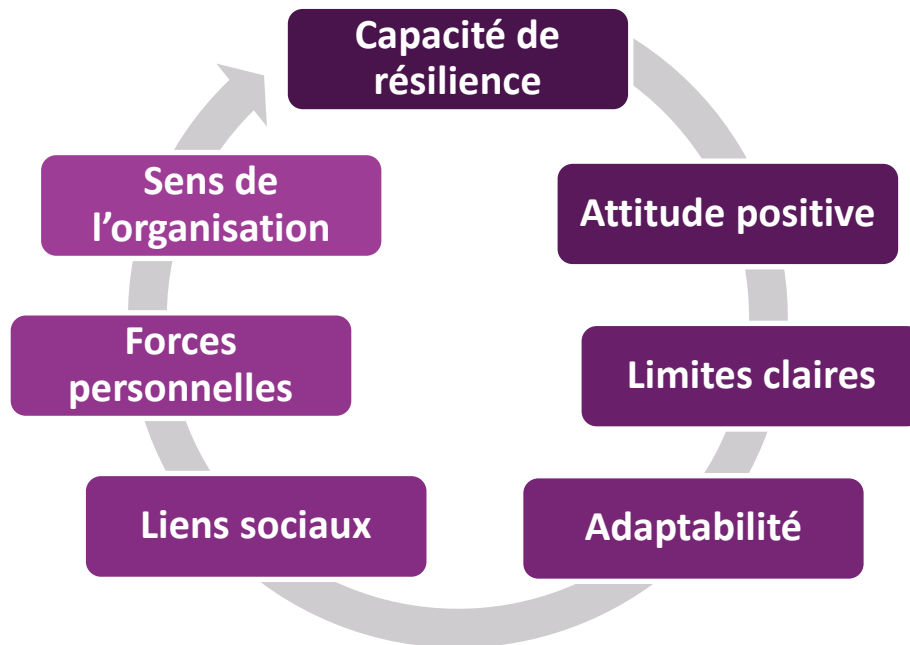 Capacité de
résilience
Attitude positive
Limites claires
Adaptabilité
Liens sociaux
Forces
personnelles
Sens de
l’organisation